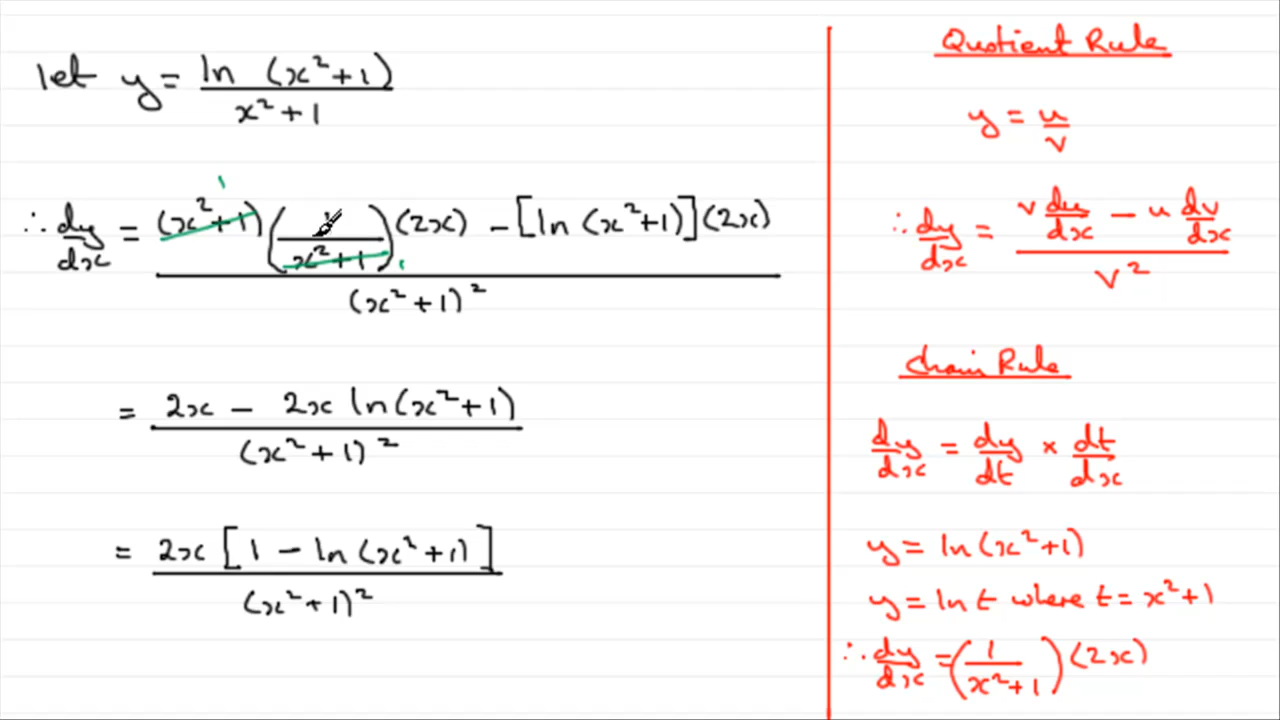 let y = ln (x²+1) / x²+1
∴ dy/dx = (x²+1) (1/(x²+1)) (2x) − [ln (x²+1)] (2x) / (x²+1)²
= 2x − 2x ln(x²+1) / (x²+1)²
= 2x [1 − ln (x²+1)] / (x²+1)²
Quotient Rule
y = u/v
∴ dy/dx = (v du/dx − u dv/dx) / v²
Chain Rule
dy/dx = dy/dt × dt/dx
y = ln(x²+1)
y = ln t where t = x²+1
∴ dy/dx = (1/(x²+1)) (2x)